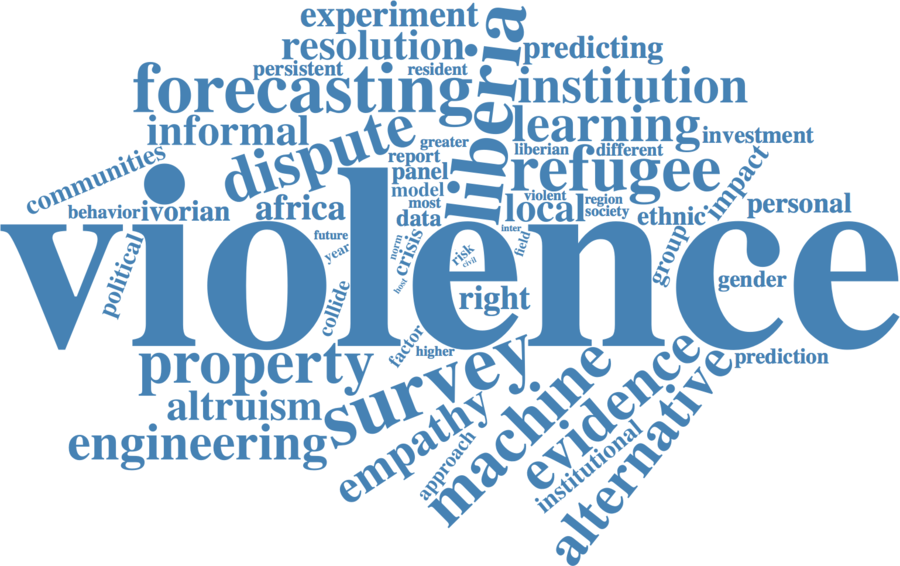 experiment
resolution
predicting
persistent
resident
forecasting
liberia
institution
informal
dispute
learning
investment
greater
liberian
different
communities
report
panel
refugee
impact
model
violent
region
behavior
ivorian
africa
most
data
local
society
ethnic
personal
violence
political
future
year
norm
crisis
host
inter
field
risk
civil
group
gender
collide
right
factor
higher
property
survey
prediction
altruism
empathy
machine
evidence
alternative
engineering
approach
institutional